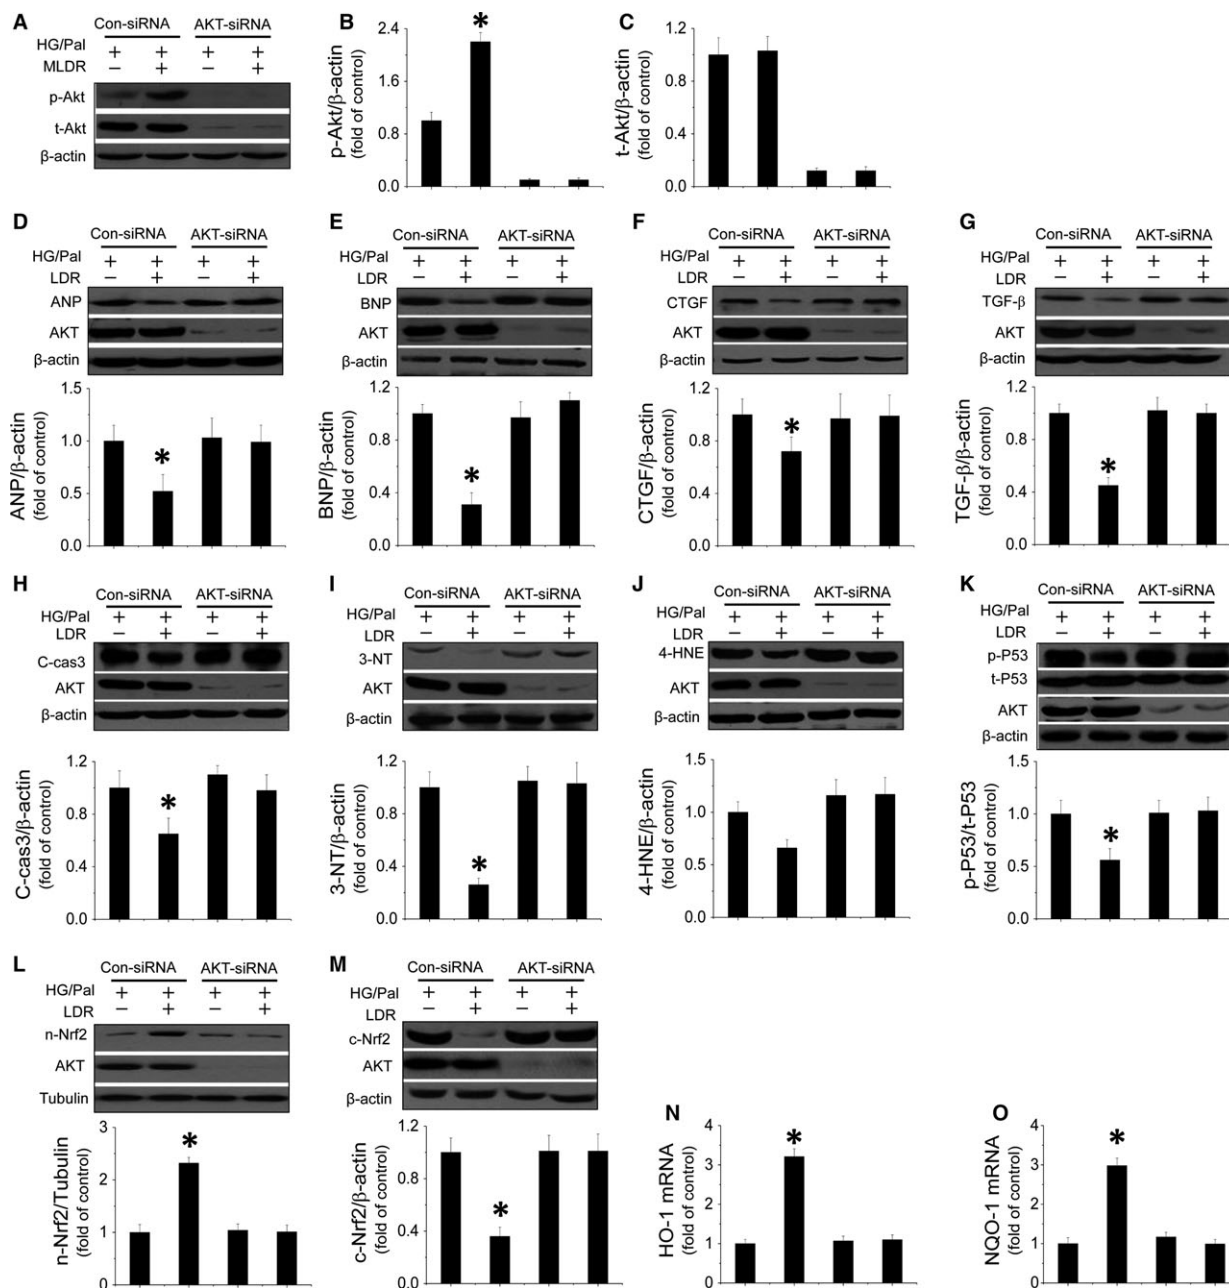 A
Con-siRNA AKT-siRNA
HG/Pal + + + +
MLDR − + − +
p-Akt
t-Akt
β-actin
B
p-Akt/β-actin
(fold of control)
2.4
1.6
0.8
0.0
*
C
t-Akt/β-actin
(fold of control)
1.2
0.8
0.4
0.0
D
Con-siRNA AKT-siRNA
HG/Pal + + + +
LDR − + − +
ANP
AKT
β-actin
ANP/β-actin
(fold of control)
1.5
1.0
0.5
0.0
*
E
Con-siRNA AKT-siRNA
HG/Pal + + + +
LDR − + − +
BNP
AKT
β-actin
BNP/β-actin
(fold of control)
1.2
0.8
0.4
0.0
*
F
Con-siRNA AKT-siRNA
HG/Pal + + + +
LDR − + − +
CTGF
AKT
β-actin
CTGF/β-actin
(fold of control)
1.2
0.8
0.4
0.0
*
G
Con-siRNA AKT-siRNA
HG/Pal + + + +
LDR − + − +
TGF-β
AKT
β-actin
TGF-β/β-actin
(fold of control)
1.2
0.8
0.4
0.0
*
H
Con-siRNA AKT-siRNA
HG/Pal + + + +
LDR − + − +
C-cas3
AKT
β-actin
C-cas3/β-actin
(fold of control)
1.2
0.8
0.4
0.0
*
I
Con-siRNA AKT-siRNA
HG/Pal + + + +
LDR − + − +
3-NT
AKT
β-actin
3-NT/β-actin
(fold of control)
1.2
0.8
0.4
0.0
*
J
Con-siRNA AKT-siRNA
HG/Pal + + + +
LDR − + − +
4-HNE
AKT
β-actin
4-HNE/β-actin
(fold of control)
1.5
1.0
0.5
0.0
K
Con-siRNA AKT-siRNA
HG/Pal + + + +
LDR − + − +
p-P53
t-P53
AKT
β-actin
p-P53/t-P53
(fold of control)
1.5
1.0
0.5
0.0
*
L
Con-siRNA AKT-siRNA
HG/Pal + + + +
LDR − + − +
n-Nrf2
AKT
Tubulin
n-Nrf2/Tubulin
(fold of control)
3
2
1
0
*
M
Con-siRNA AKT-siRNA
HG/Pal + + + +
LDR − + − +
c-Nrf2
AKT
β-actin
c-Nrf2/β-actin
(fold of control)
1.2
0.8
0.4
0.0
*
N
HO-1 mRNA
(fold of control)
4
3
2
1
0
*
O
NQO-1 mRNA
(fold of control)
4
3
2
1
0
*